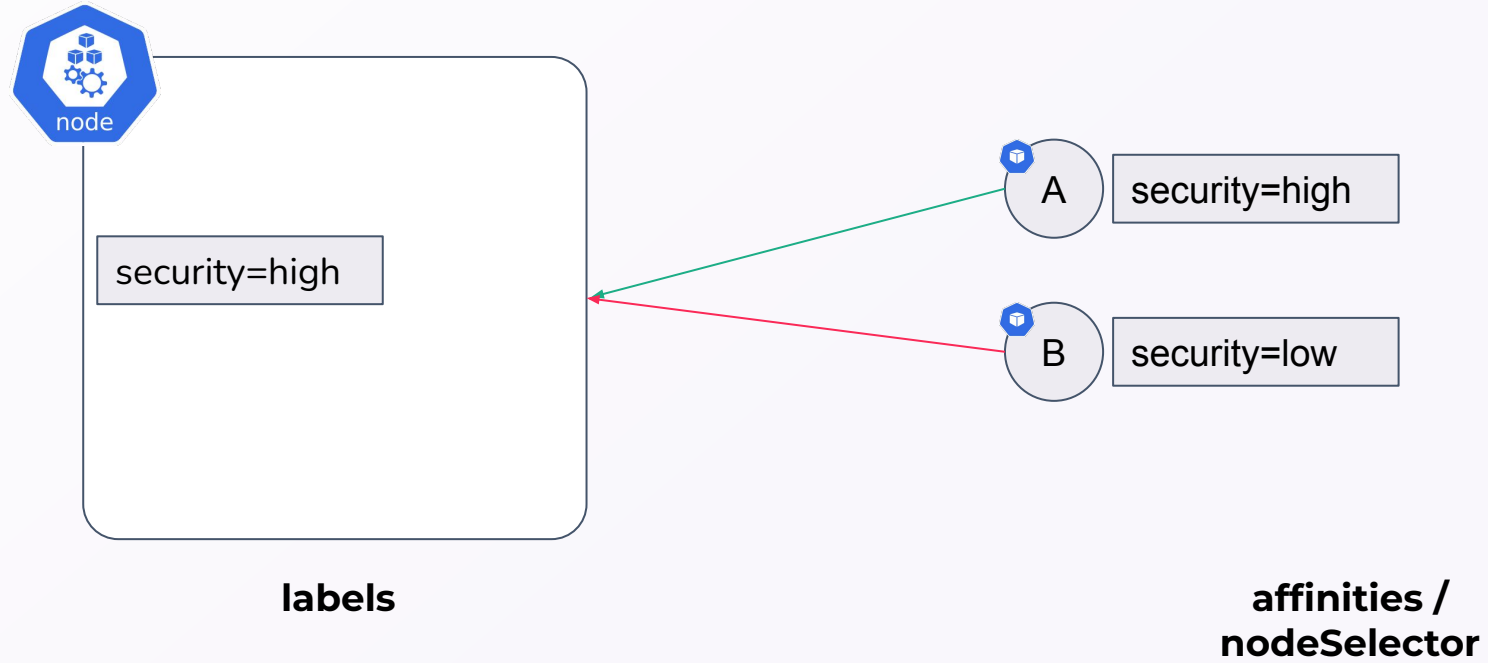 node
security=high
A
security=high
B
security=low
labels
affinities /
nodeSelector